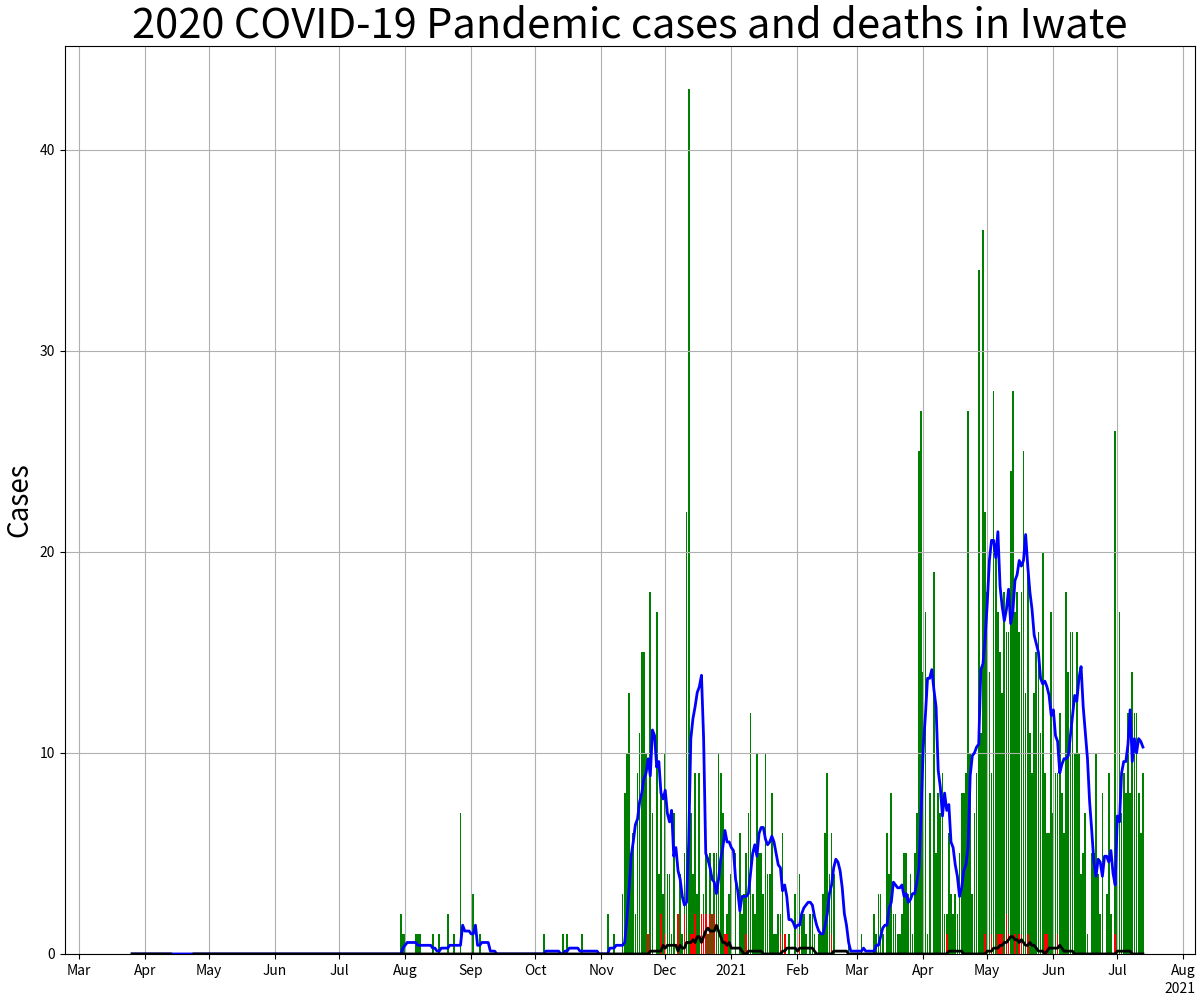 2020 COVID-19 Pandemic cases and deaths in Iwate
40
30
20
10
0
Cases
Mar Apr May Jun Jul Aug Sep Oct Nov Dec 2021 Feb Mar Apr May Jun Jul Aug
2021